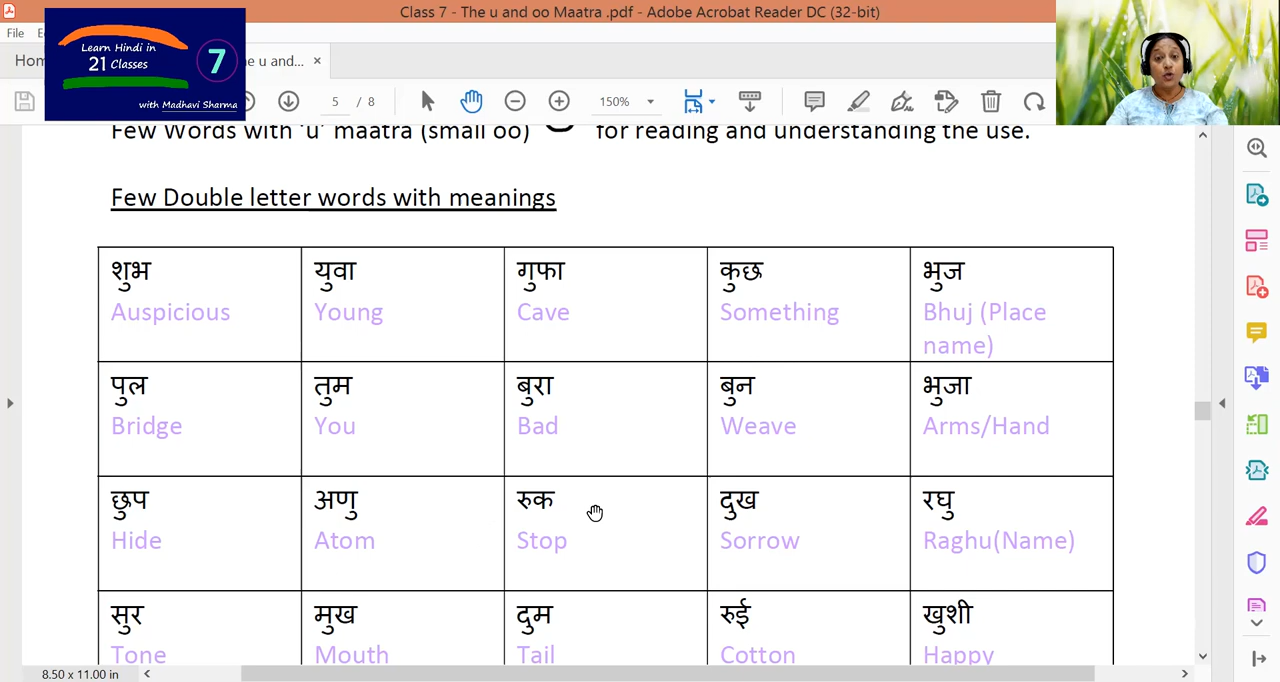 Class 7 - The u and oo Maatra .pdf - Adobe Acrobat Reader DC (32-bit)
File
Learn Hindi in
21 Classes
7
with Madhavi Sharma
he u and... ×
5 / 8
150%
Few Words with 'u' maatra (small oo) ु for reading and understanding the use.
Few Double letter words with meanings
शुभ युवा गुफा कुछ भुज
Auspicious Young Cave Something Bhuj (Place
name)
पुल तुम बुरा बुन भुजा
Bridge You Bad Weave Arms/Hand
छुप अणु रुक दुख रघु
Hide Atom Stop Sorrow Raghu(Name)
सुर मुख दुम रुई खुशी
Tone Mouth Tail Cotton Happy
8.50 x 11.00 in